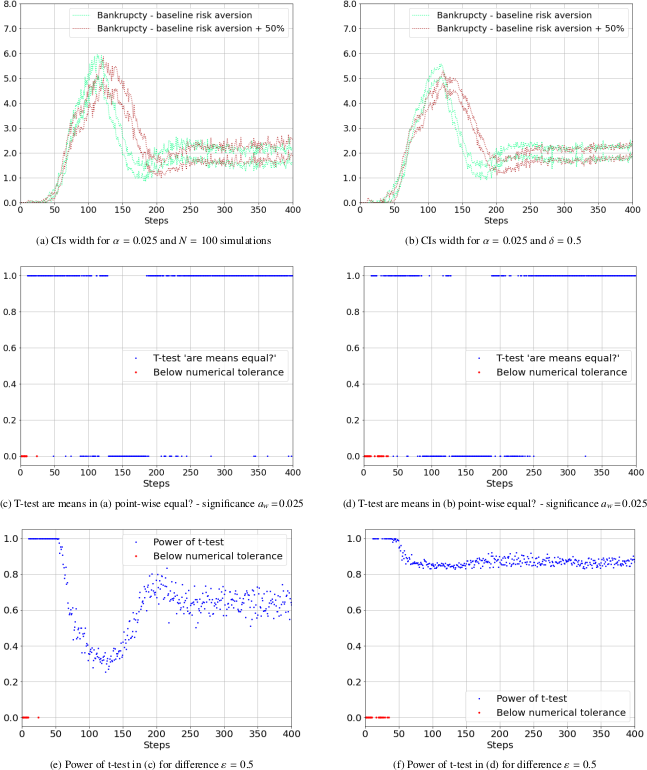 8.0
7.0
6.0
5.0
4.0
3.0
2.0
1.0
0.0
Bankrupcty - baseline risk aversion
Bankrupcty - baseline risk aversion + 50%
0 50 100 150 200 250 300 350 400
Steps
(a) CIs width for α = 0.025 and N = 100 simulations
8.0
7.0
6.0
5.0
4.0
3.0
2.0
1.0
0.0
Bankrupcty - baseline risk aversion
Bankrupcty - baseline risk aversion + 50%
0 50 100 150 200 250 300 350 400
Steps
(b) CIs width for α = 0.025 and δ = 0.5
1.0
0.8
0.6
0.4
0.2
0.0
T-test 'are means equal?'
Below numerical tolerance
0 50 100 150 200 250 300 350 400
Steps
(c) T-test are means in (a) point-wise equal? - significance aw = 0.025
1.0
0.8
0.6
0.4
0.2
0.0
T-test 'are means equal?'
Below numerical tolerance
0 50 100 150 200 250 300 350 400
Steps
(d) T-test are means in (b) point-wise equal? - significance aw = 0.025
1.0
0.8
0.6
0.4
0.2
0.0
Power of t-test
Below numerical tolerance
0 50 100 150 200 250 300 350 400
Steps
(e) Power of t-test in (c) for difference ε = 0.5
1.0
0.8
0.6
0.4
0.2
0.0
Power of t-test
Below numerical tolerance
0 50 100 150 200 250 300 350 400
Steps
(f) Power of t-test in (d) for difference ε = 0.5